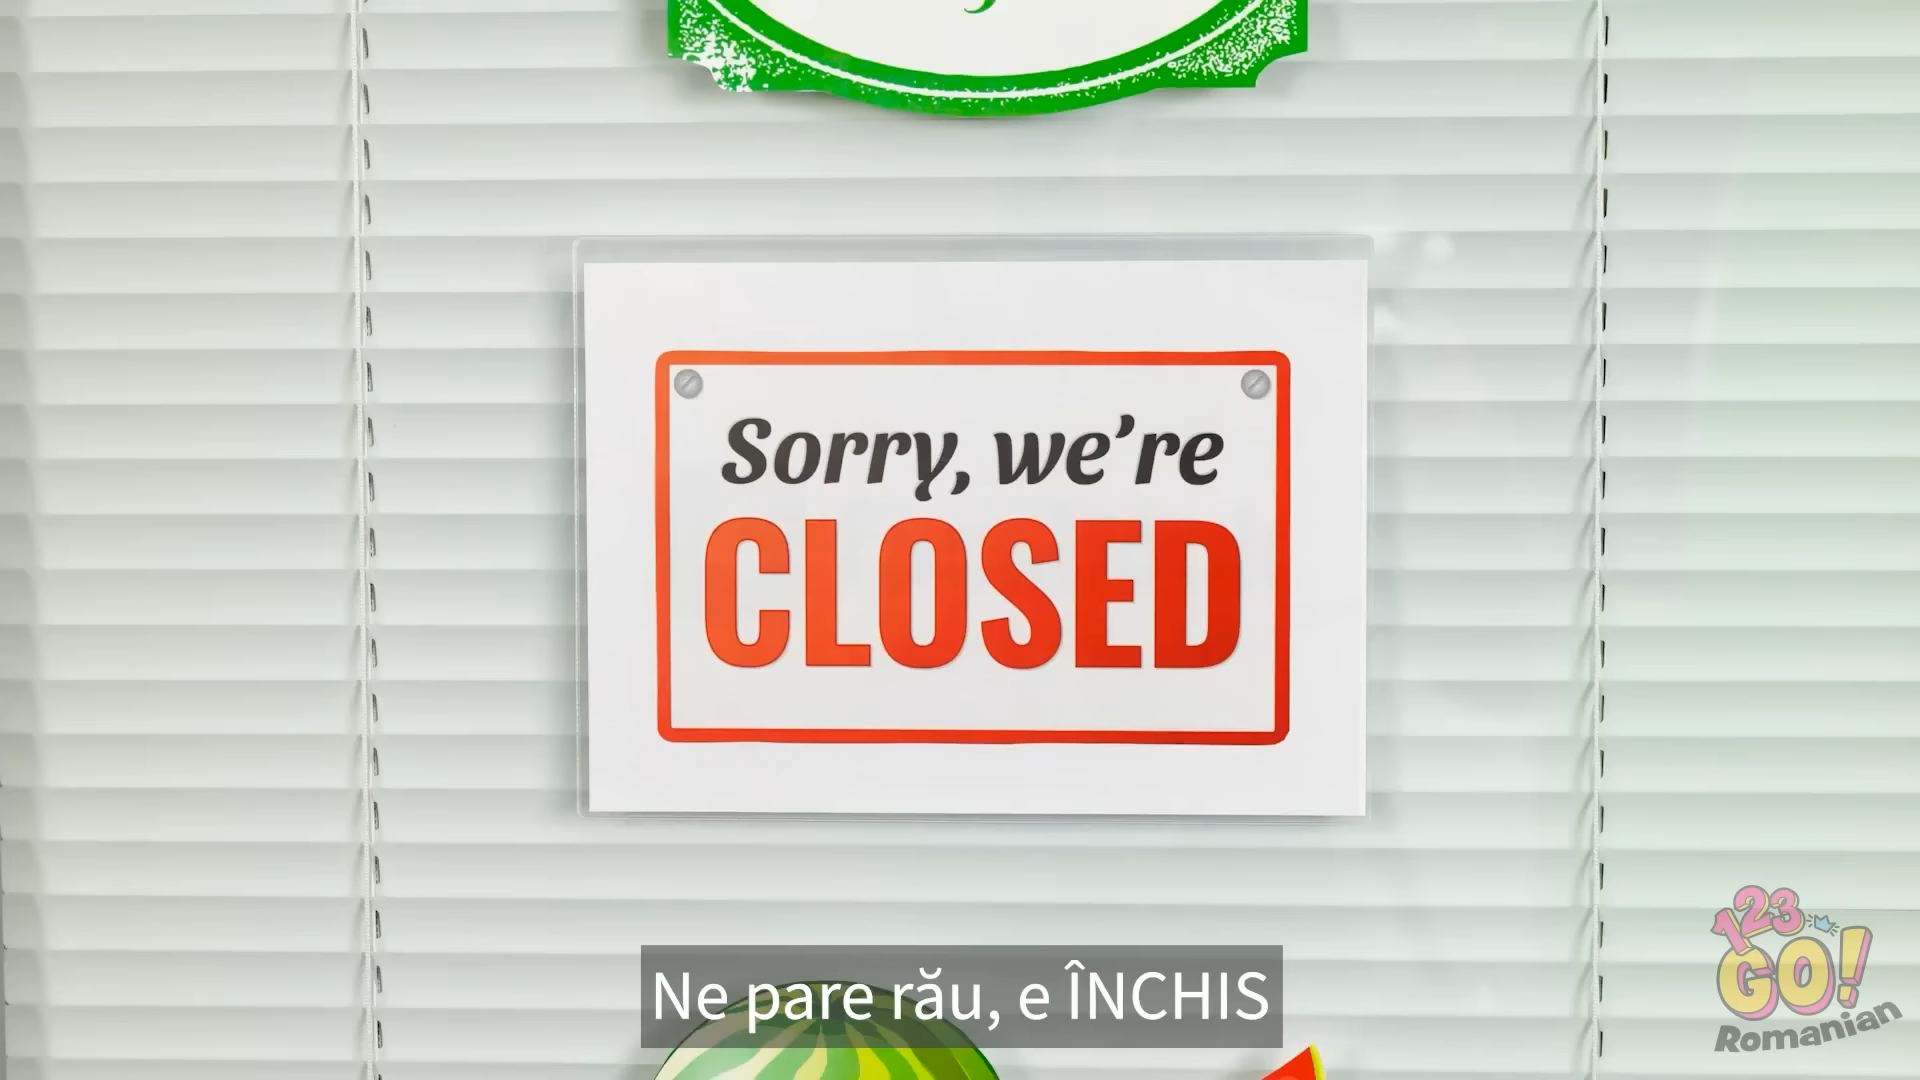 Sorry, we're
CLOSED
Ne pare rău, e ÎNCHIS
123
GO!
Romanian